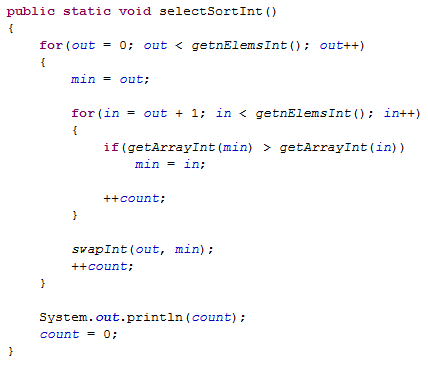 public static void selectSortInt()
{
for(out = 0; out < getnElemsInt(); out++)
{
min = out;
for(in = out + 1; in < getnElemsInt(); in++)
{
if(getArrayInt(min) > getArrayInt(in))
min = in;
++count;
}
swapInt(out, min);
++count;
}
System.out.println(count);
count = 0;
}